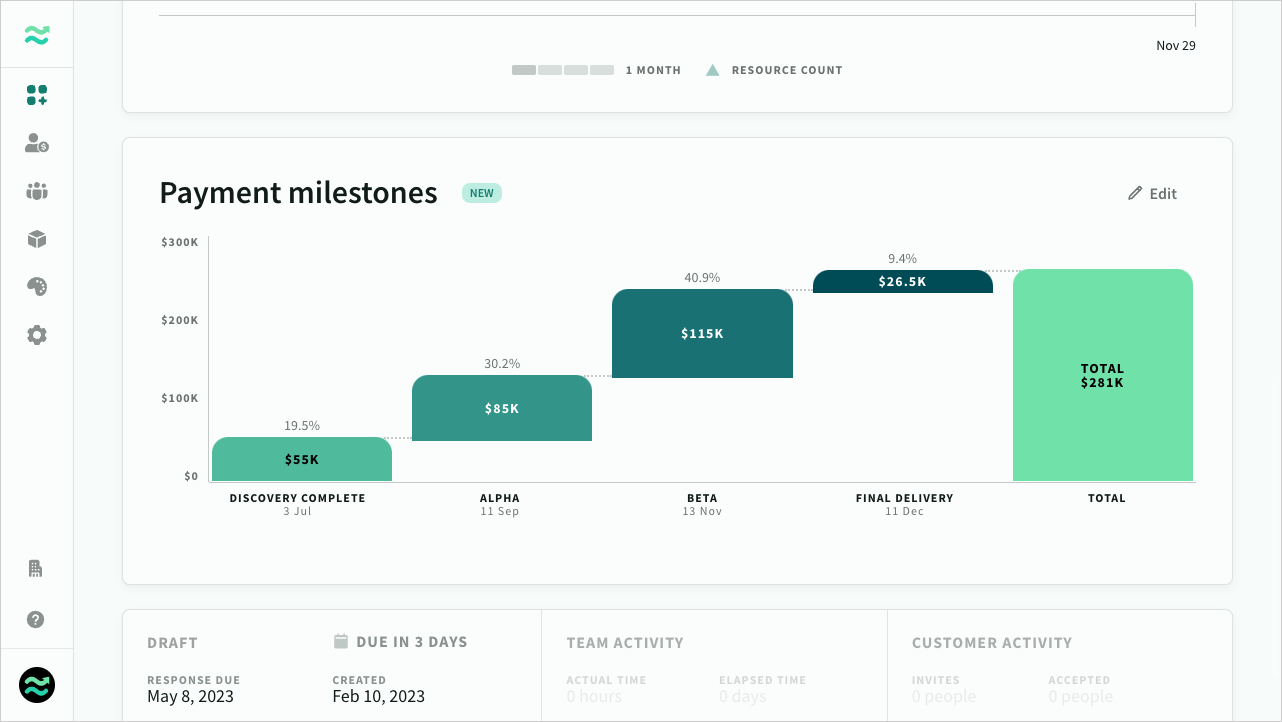 Nov 29
1 MONTH RESOURCE COUNT
Payment milestones NEW Edit
$300K
$200K
$100K
$0
19.5%
$55K
30.2%
$85K
40.9%
$115K
9.4%
$26.5K
TOTAL
$281K
DISCOVERY COMPLETE
3 Jul
ALPHA
11 Sep
BETA
13 Nov
FINAL DELIVERY
11 Dec
TOTAL
DRAFT DUE IN 3 DAYS
RESPONSE DUE CREATED
May 8, 2023 Feb 10, 2023
TEAM ACTIVITY
ACTUAL TIME ELAPSED TIME
0 hours 0 days
CUSTOMER ACTIVITY
INVITES ACCEPTED
0 people 0 people